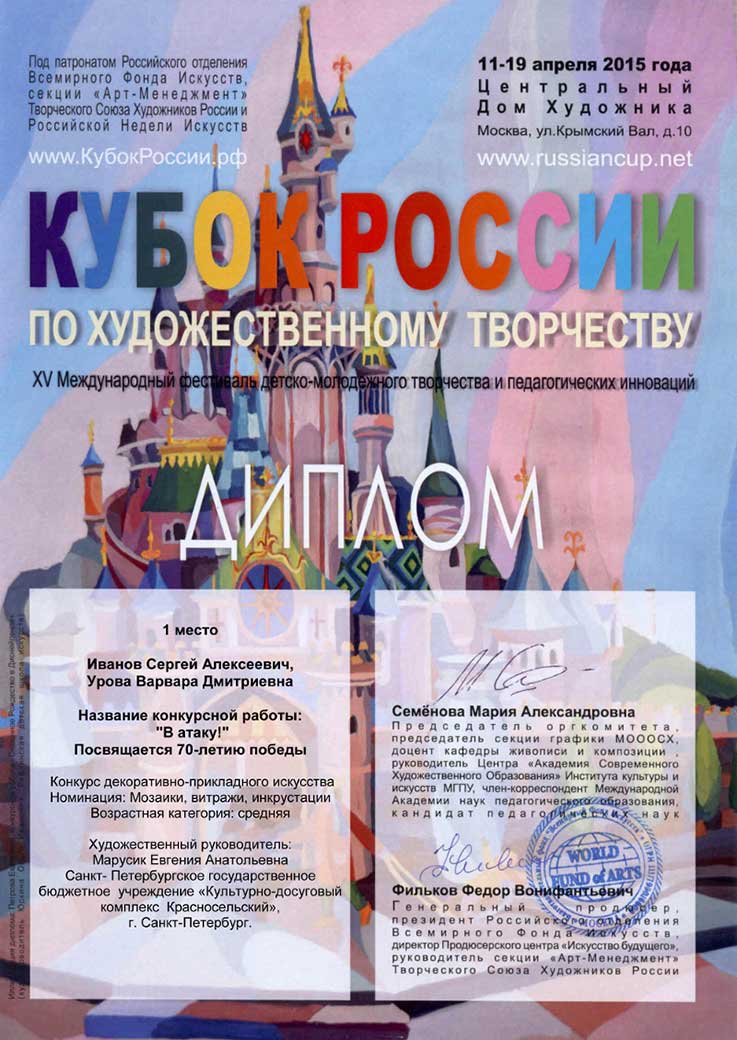 Под патронатом Российского отделения
Всемирного Фонда Искусств,
секции «Арт-Менеджмент»
Творческого Союза Художников России и
Российской Недели Искусств
www.КубокРоссии.рф
11-19 апреля 2015 года
Центральный
Дом Художника
Москва, ул.Крымский Вал, д.10
www.russiancup.net
КУБОК РОССИИ
ПО ХУДОЖЕСТВЕННОМУ ТВОРЧЕСТВУ
XV Международный фестиваль детско-молодежного творчества и педагогических инноваций
ДИПЛОМ
1 место
Иванов Сергей Алексеевич,
Урова Варвара Дмитриевна
Название конкурсной работы:
"В атаку!"
Посвящается 70-летию победы
Конкурс декоративно-прикладного искусства
Номинация: Мозаики, витражи, инкрустации
Возрастная категория: средняя
Художественный руководитель:
Марусик Евгения Анатольевна
Санкт- Петербургское государственное
бюджетное учреждение «Культурно-досуговый
комплекс Красносельский»,
г. Санкт-Петербург.
Семёнова Мария Александровна
Председатель оргкомитета,
председатель секции графики МОООСХ,
доцент кафедры живописи и композиции ,
руководитель Центра «Академия Современного
Художественного Образования» Института культуры и
искусств МГПУ, член-корреспондент Международной
Академии наук педагогического образования,
кандидат педагогических наук
WORLD
FUND of ARTS
Фильков Федор Вонифантьевич
Генеральный продюсер,
президент Российского отделения
Всемирного Фонда Искусств,
директор Продюсерского центра «Искусство будущего»,
руководитель секции «Арт-Менеджмент»
Творческого Союза Художников России